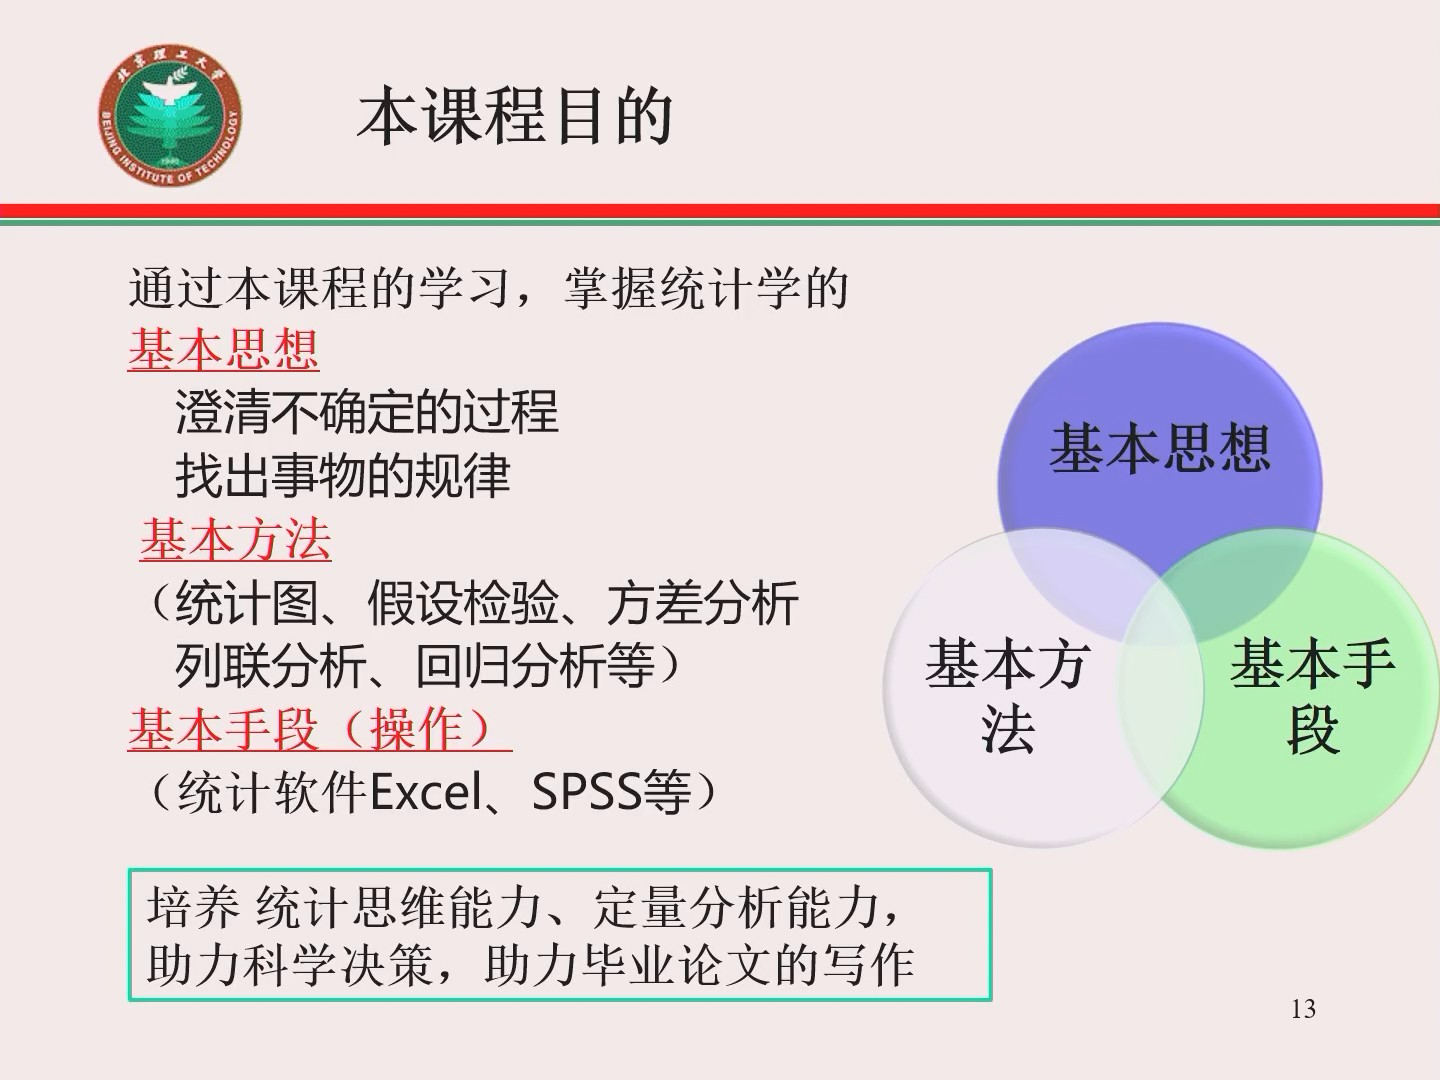 北京理工大学
BEIJING INSTITUTE OF TECHNOLOGY
1940
本课程目的
通过本课程的学习，掌握统计学的
基本思想
澄清不确定的过程
找出事物的规律
基本方法
（统计图、假设检验、方差分析
列联分析、回归分析等）
基本手段（操作）
（统计软件Excel、SPSS等）
基本思想
基本方
法
基本手
段
培养 统计思维能力、定量分析能力，
助力科学决策，助力毕业论文的写作
13